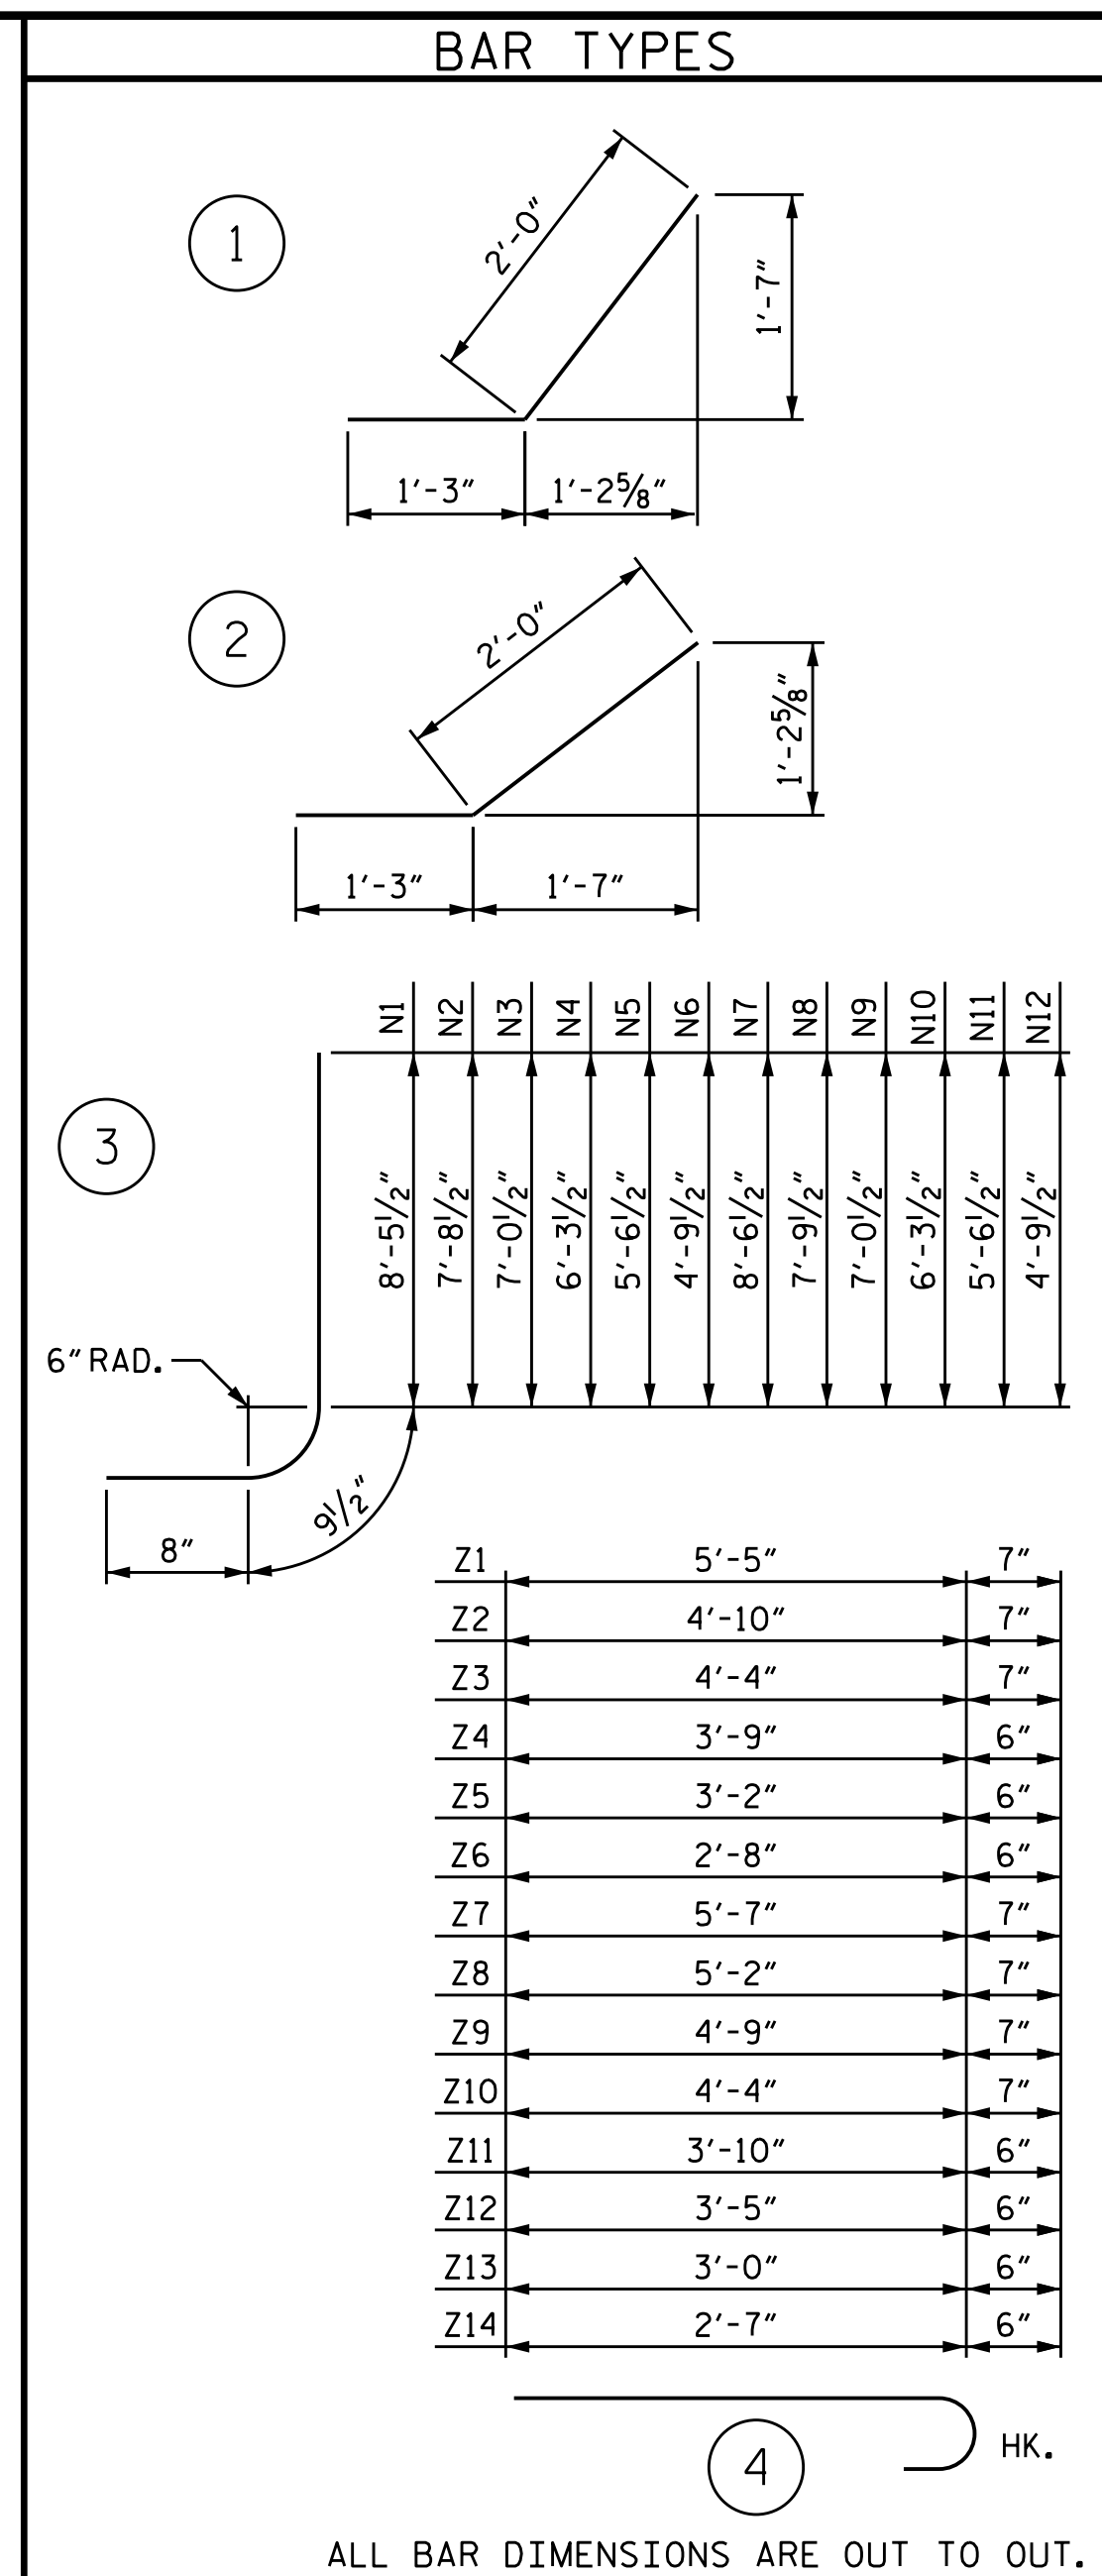 BAR TYPES
1
2'-0"
1'-7"
1'-3" 1'-2⅝"
2
2'-0"
1'-2⅝"
1'-3" 1'-7"
N1 N2 N3 N4 N5 N6 N7 N8 N9 N10 N11 N12
3
8'-5½" 7'-8½" 7'-0½" 6'-3½" 5'-6½" 4'-9½" 8'-6½" 7'-9½" 7'-0½" 6'-3½" 5'-6½" 4'-9½"
6" RAD.
9½"
8"
Z1 5'-5" 7"
Z2 4'-10" 7"
Z3 4'-4" 7"
Z4 3'-9" 6"
Z5 3'-2" 6"
Z6 2'-8" 6"
Z7 5'-7" 7"
Z8 5'-2" 7"
Z9 4'-9" 7"
Z10 4'-4" 7"
Z11 3'-10" 6"
Z12 3'-5" 6"
Z13 3'-0" 6"
Z14 2'-7" 6"
4 HK.
ALL BAR DIMENSIONS ARE OUT TO OUT.